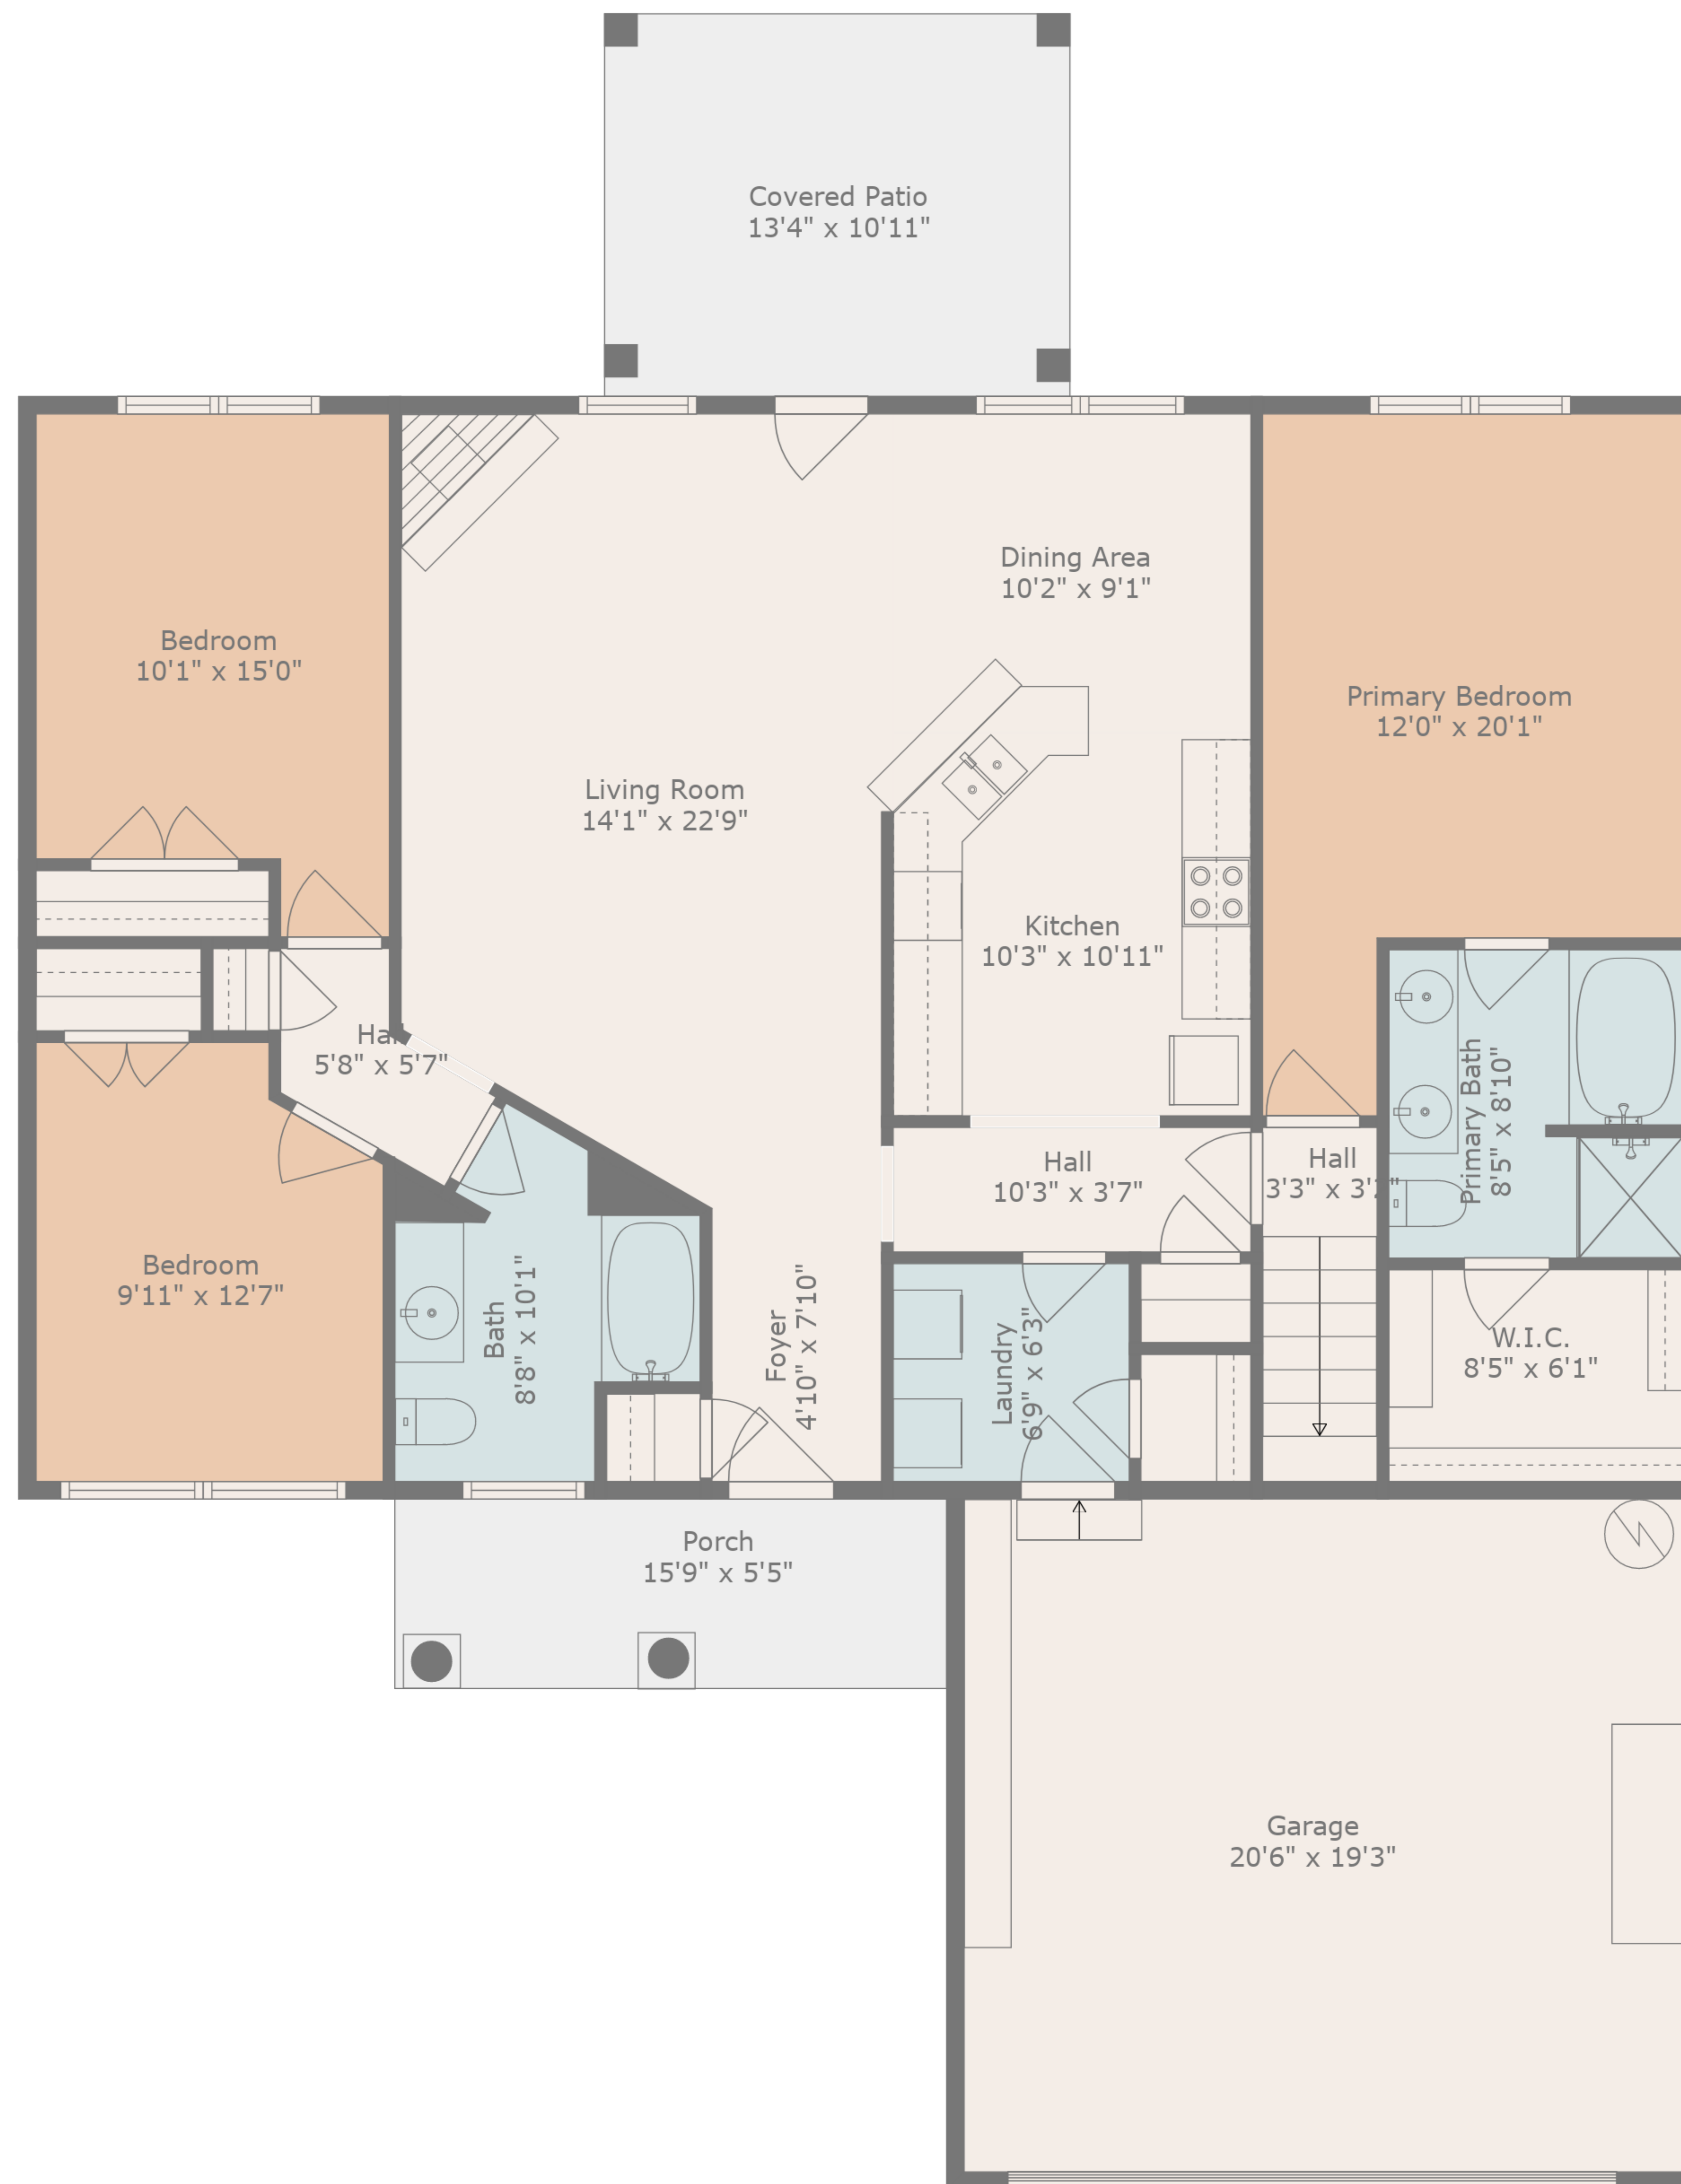 Covered Patio
13'4" x 10'11"
Dining Area
10'2" x 9'1"
Bedroom
10'1" x 15'0"
Primary Bedroom
12'0" x 20'1"
Living Room
14'1" x 22'9"
Kitchen
10'3" x 10'11"
Hall
5'8" x 5'7"
Primary Bath
8'5" x 8'10"
Hall
10'3" x 3'7"
Hall
3'3" x
Bedroom
9'11" x 12'7"
Bath
8'8" x 10'1"
Foyer
4'10" x 7'10"
Laundry
6'9" x 6'3"
W.I.C.
8'5" x 6'1"
Porch
15'9" x 5'5"
Garage
20'6" x 19'3"